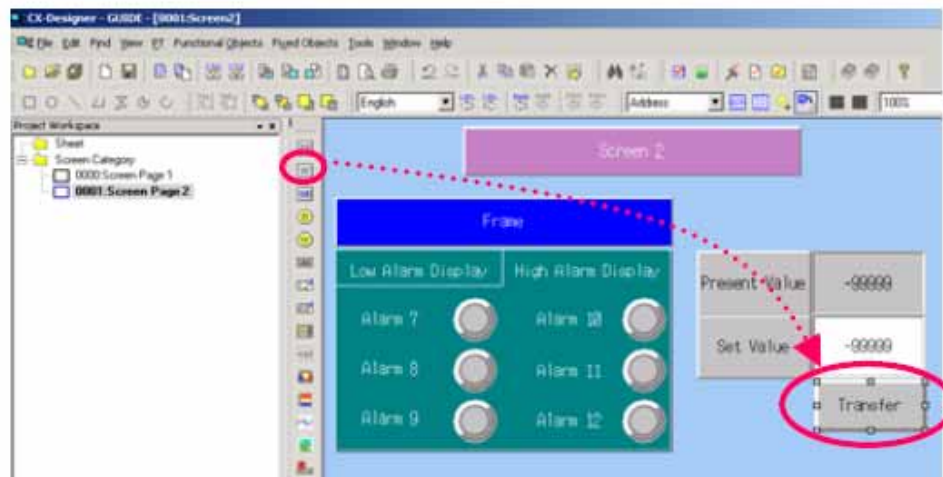 CX-Designer - GUIDE - [0001:Screen2]
File Edit Find View PT Functional Objects Fixed Objects Tools Window Help
English
Address
100%
Project Workspace
Sheet
Screen Category
0000:Screen Page 1
0001:Screen Page 2
Screen 2
Frame
Low Alarm Display High Alarm Display
Alarm 7 Alarm 10
Alarm 8 Alarm 11
Alarm 9 Alarm 12
Present Value -99999
Set Value -99999
Transfer